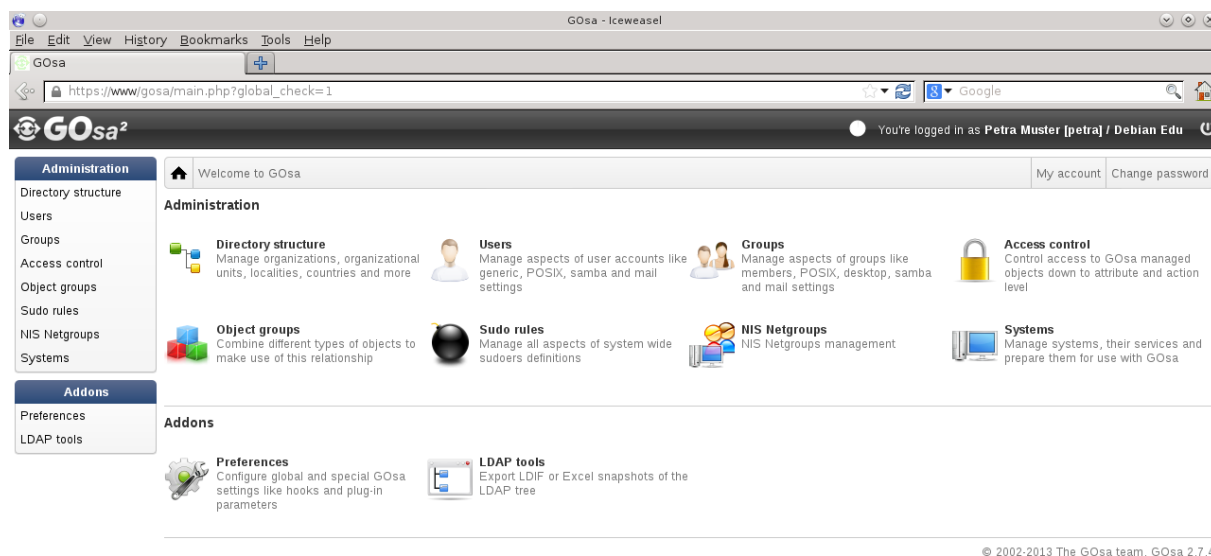 GOsa - Iceweasel
File Edit View History Bookmarks Tools Help
GOsa
https://www/gosa/main.php?global_check=1
Google
GOsa²
You're logged in as Petra Muster [petra] / Debian Edu
Administration
Directory structure
Users
Groups
Access control
Object groups
Sudo rules
NIS Netgroups
Systems
Addons
Preferences
LDAP tools
Welcome to GOsa
My account
Change password
Administration
Directory structure
Manage organizations, organizational
units, localities, countries and more
Users
Manage aspects of user accounts like
generic, POSIX, samba and mail
settings
Groups
Manage aspects of groups like
members, POSIX, desktop, samba
and mail settings
Access control
Control access to GOsa managed
objects down to attribute and action
level
Object groups
Combine different types of objects to
make use of this relationship
Sudo rules
Manage all aspects of system wide
sudoers definitions
NIS Netgroups
NIS Netgroups management
Systems
Manage systems, their services and
prepare them for use with GOsa
Addons
Preferences
Configure global and special GOsa
settings like hooks and plug-in
parameters
LDAP tools
Export LDIF or Excel snapshots of the
LDAP tree
© 2002-2013 The GOsa team, GOsa 2.7.4